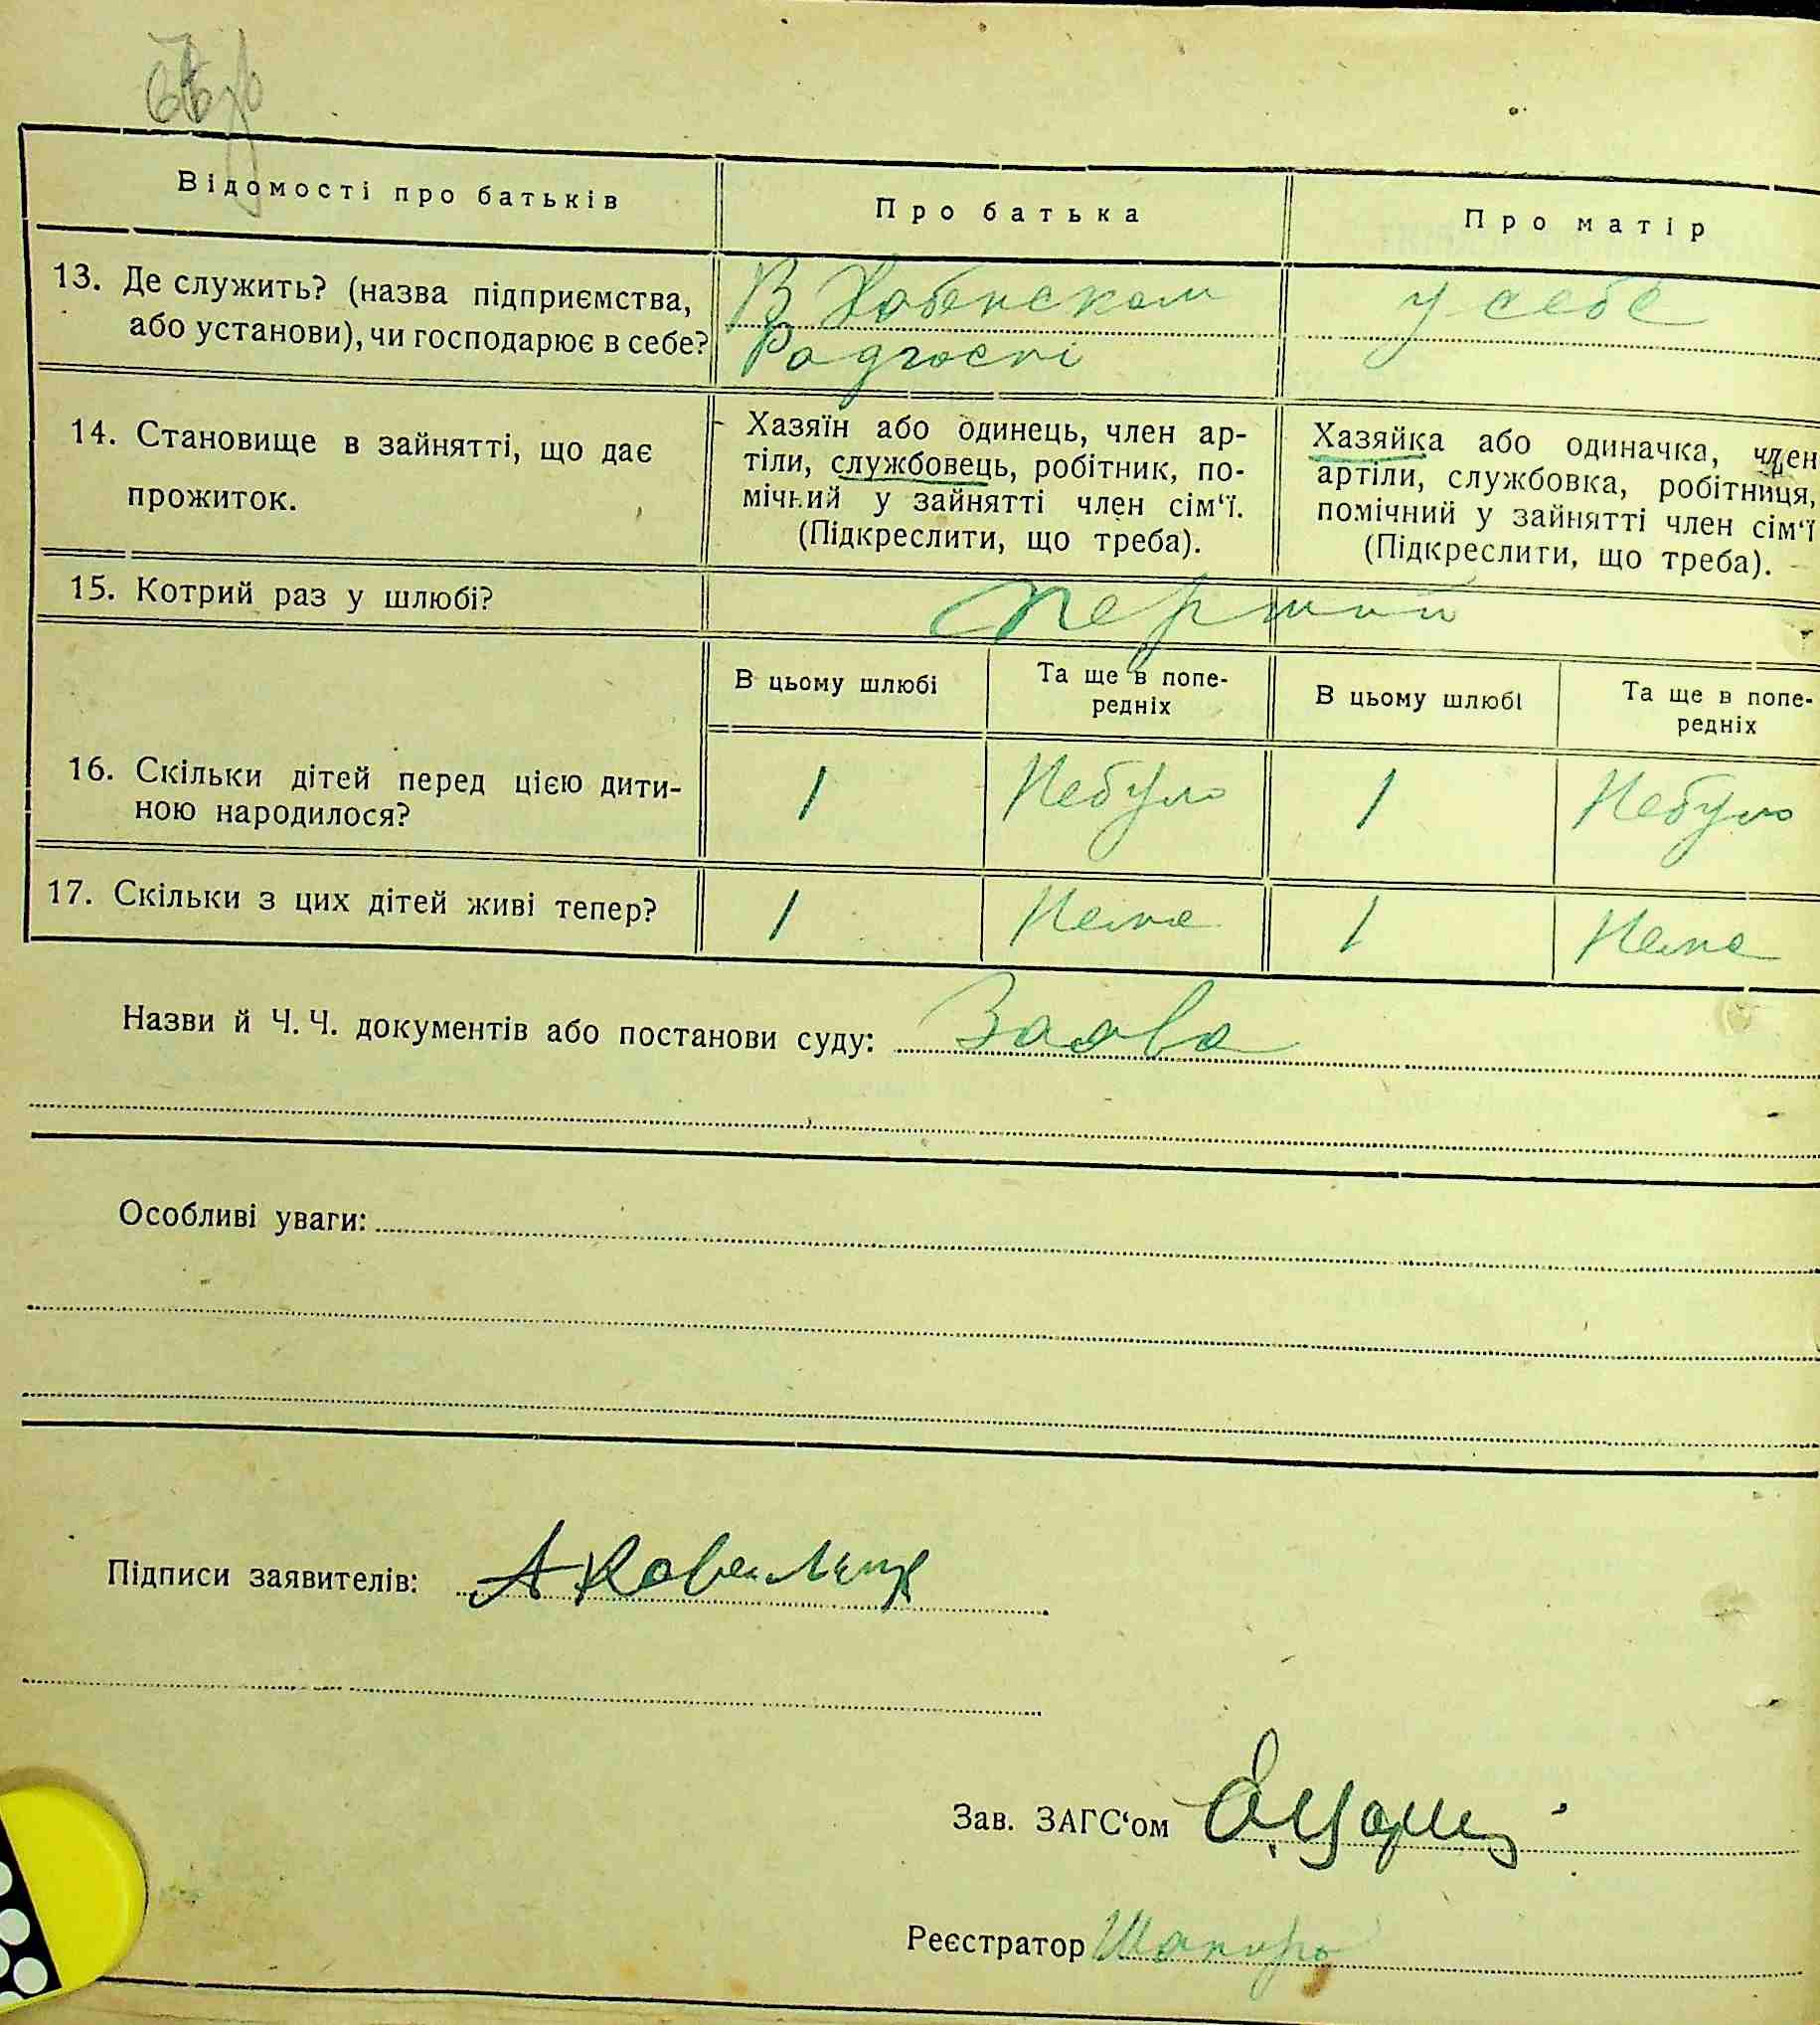 Відомості про батьків
Про батька
Про матір
13. Де служить? (назва підприємства,
або установи), чи господарює в себе?
В Хабенском
Радгоспі
у себе
14. Становище в зайнятті, що дає
прожиток.
Хазяїн або одинець, член ар-
тіли, службовець, робітник, по-
мічний у зайнятті член сім‘ї.
(Підкреслити, що треба).
Хазяйка або одиначка, член
артіли, службовка, робітниця,
помічний у зайнятті член сім‘ї
(Підкреслити, що треба).
15. Котрий раз у шлюбі?
перший
В цьому шлюбі
Та ще в попе-
редніх
В цьому шлюбі
Та ще в попе-
редніх
16. Скільки дітей перед цією дити-
ною народилося?
1
Небуло
1
Небуло
17. Скільки з цих дітей живі тепер?
1
Нема
1
Нема
Назви й Ч. Ч. документів або постанови суду: Заява
Особливі уваги:
Підписи заявителів:
Зав. ЗАГС‘ом
Реєстратор Шапиро